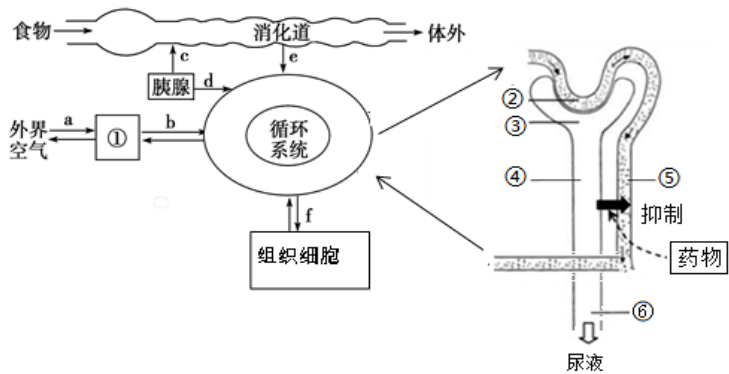 食物
消化道
体外
c
e
胰腺
d
外界
空气
a
①
b
循环
系统
f
组织细胞
②
③
④
⑤
抑制
药物
⑥
尿液